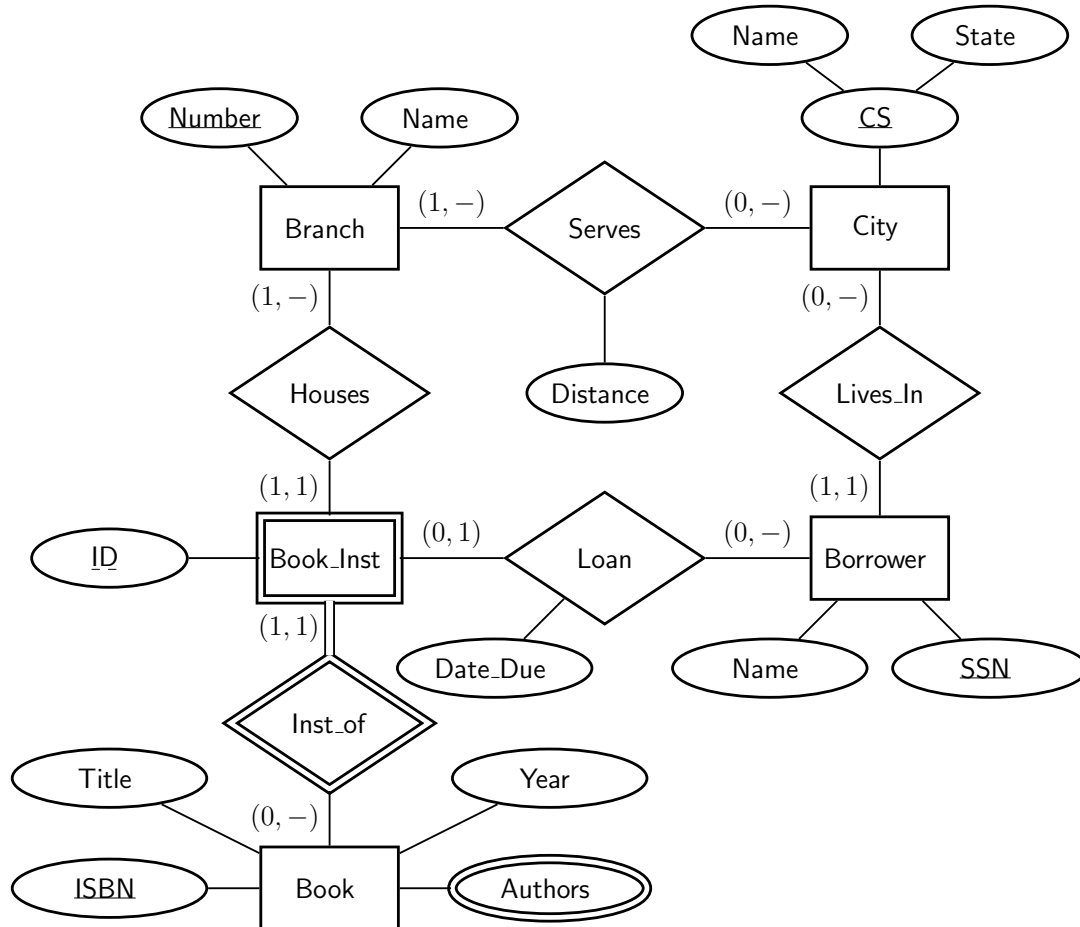 Name State
Number Name CS
(1, −) (0, −)
Branch Serves City
(1, −) (0, −)
Houses Distance Lives_In
(1, 1) (1, 1)
(0, 1) (0, −)
ID Book_Inst Loan Borrower
(1, 1)
Date_Due Name SSN
Inst_of
Title Year
(0, −)
ISBN Book Authors